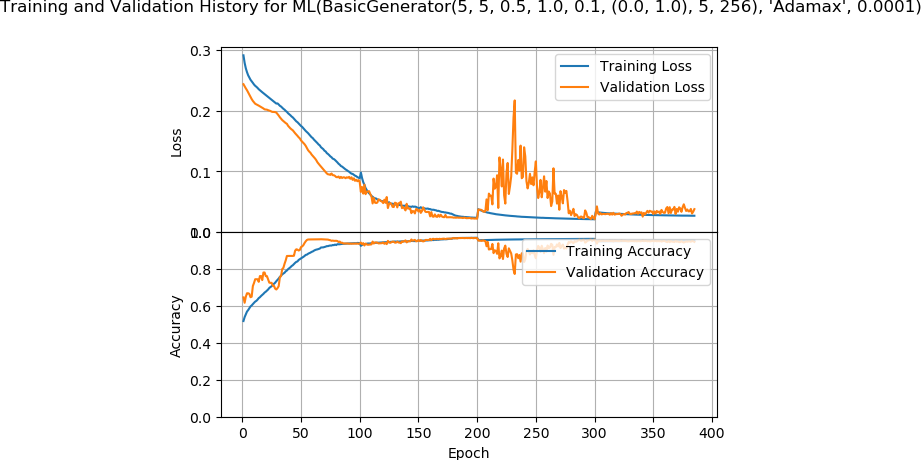 Training and Validation History for ML(BasicGenerator(5, 5, 0.5, 1.0, 0.1, (0.0, 1.0), 5, 256), 'Adamax', 0.0001)
0.3
0.2
0.1
0.0
Loss
Training Loss
Validation Loss
1.0
0.8
0.6
0.4
0.2
0.0
Accuracy
Training Accuracy
Validation Accuracy
0 50 100 150 200 250 300 350 400
Epoch